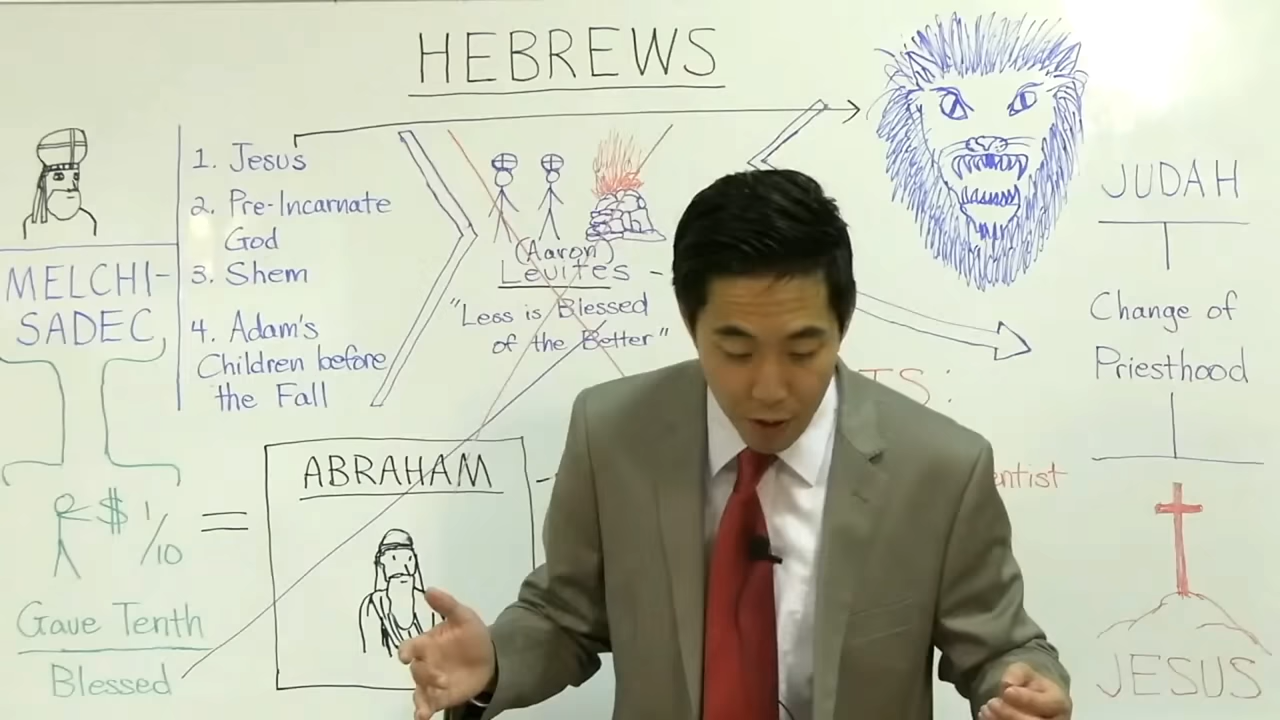 HEBREWS
1. Jesus
2. Pre-Incarnate
God
3. Shem
4. Adam's
Children before
the Fall
MELCHI-
SADEC
(Aaron)
Levites -
"Less is Blessed
of the Better"
JUDAH
Change of
Priesthood
JESUS
ABRAHAM
$ 1/10
=
Gave Tenth
Blessed